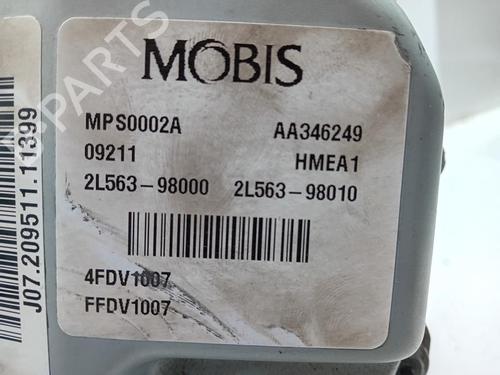 MOBIS
MPS0002A AA346249
09211 HMEA1
2L563-98000 2L563-98010
4FDV1007
FFDV1007
J07.209511.11399